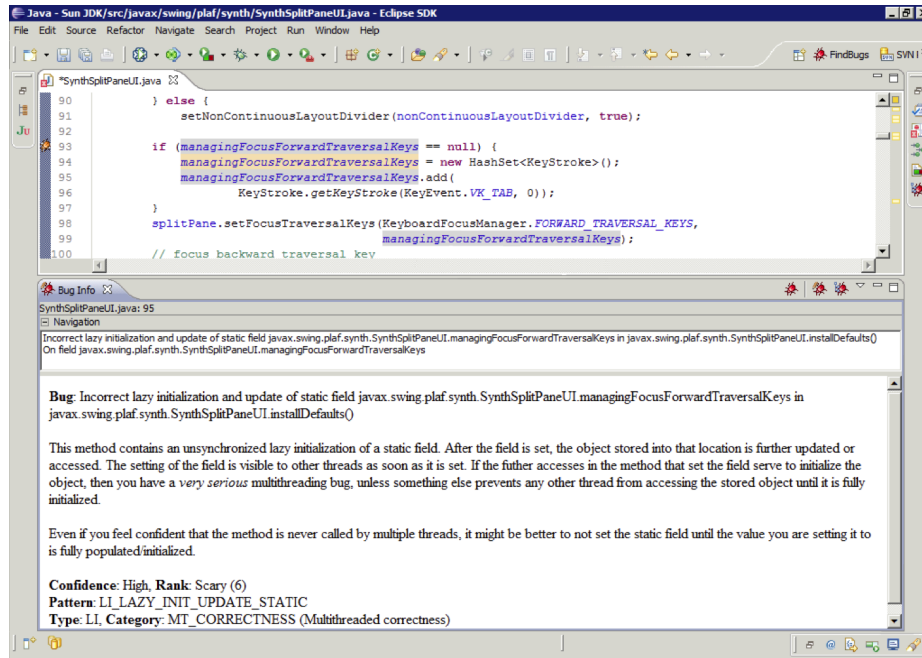 Java - Sun JDK/src/javax/swing/plaf/synth/SynthSplitPaneUI.java - Eclipse SDK
File Edit Source Refactor Navigate Search Project Run Window Help
FindBugs SVN
*SynthSplitPaneUI.java
90 } else {
91 setNonContinuousLayoutDivider(nonContinuousLayoutDivider, true);
92
93 if (managingFocusForwardTraversalKeys == null) {
94 managingFocusForwardTraversalKeys = new HashSet<KeyStroke>();
95 managingFocusForwardTraversalKeys.add(
96 KeyStroke.getKeyStroke(KeyEvent.VK_TAB, 0));
97 }
98 splitPane.setFocusTraversalKeys(KeyboardFocusManager.FORWARD_TRAVERSAL_KEYS,
99 managingFocusForwardTraversalKeys);
100 // focus backward traversal key
JU
Bug Info
SynthSplitPaneUI.java: 95
Navigation
Incorrect lazy initialization and update of static field javax.swing.plaf.synth.SynthSplitPaneUI.managingFocusForwardTraversalKeys in javax.swing.plaf.synth.SynthSplitPaneUI.installDefaults()
On field javax.swing.plaf.synth.SynthSplitPaneUI.managingFocusForwardTraversalKeys
Bug: Incorrect lazy initialization and update of static field javax.swing.plaf.synth.SynthSplitPaneUI.managingFocusForwardTraversalKeys in
javax.swing.plaf.synth.SynthSplitPaneUI.installDefaults()
This method contains an unsynchronized lazy initialization of a static field. After the field is set, the object stored into that location is further updated or
accessed. The setting of the field is visible to other threads as soon as it is set. If the futher accesses in the method that set the field serve to initialize the
object, then you have a very serious multithreading bug, unless something else prevents any other thread from accessing the stored object until it is fully
initialized.
Even if you feel confident that the method is never called by multiple threads, it might be better to not set the static field until the value you are setting it to
is fully populated/initialized.
Confidence: High, Rank: Scary (6)
Pattern: LI_LAZY_INIT_UPDATE_STATIC
Type: LI, Category: MT_CORRECTNESS (Multithreaded correctness)